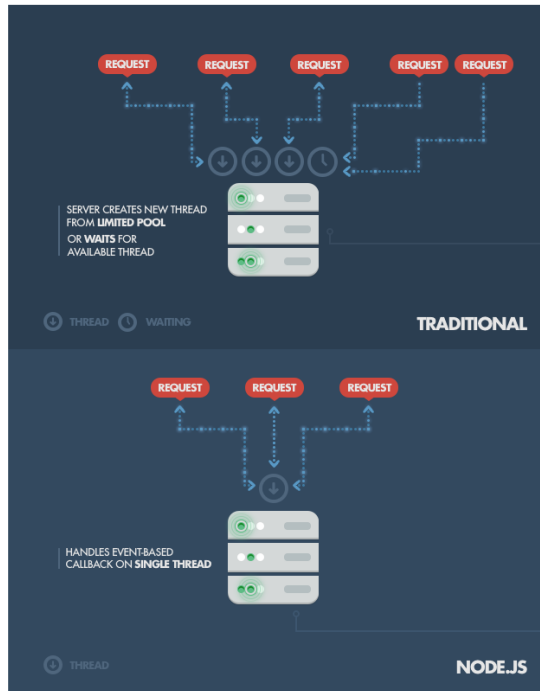 REQUEST
REQUEST
REQUEST
REQUEST
REQUEST
SERVER CREATES NEW THREAD
FROM LIMITED POOL
OR WAITS FOR
AVAILABLE THREAD
THREAD
WAITING
TRADITIONAL
REQUEST
REQUEST
REQUEST
HANDLES EVENT-BASED
CALLBACK ON SINGLE THREAD
THREAD
NODE.JS